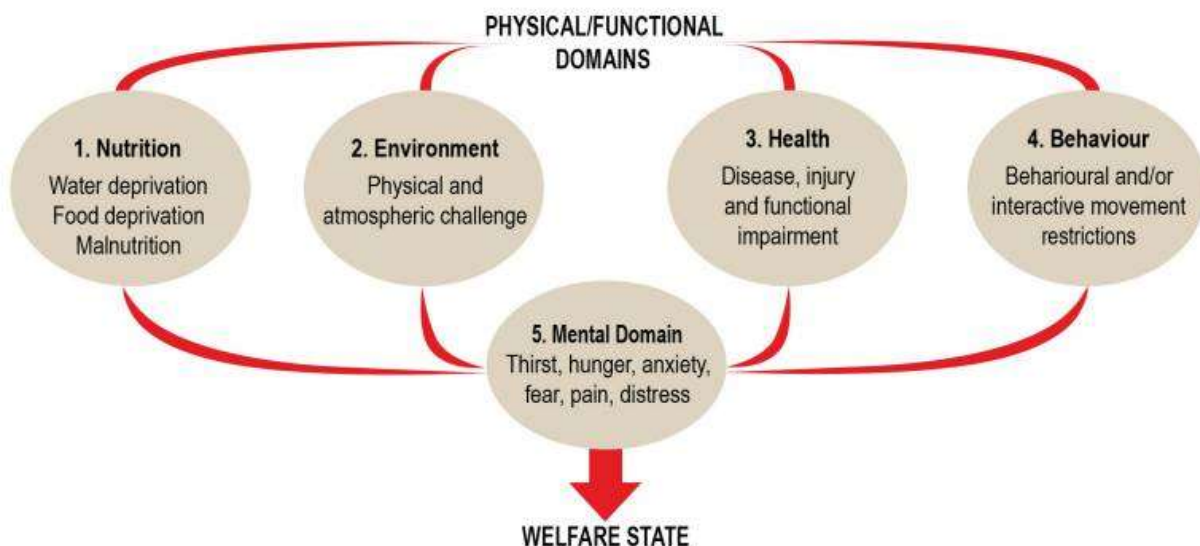 PHYSICAL/FUNCTIONAL
DOMAINS
1. Nutrition
Water deprivation
Food deprivation
Malnutrition
2. Environment
Physical and
atmospheric challenge
3. Health
Disease, injury
and functional
impairment
4. Behaviour
Beharioural and/or
interactive movement
restrictions
5. Mental Domain
Thirst, hunger, anxiety,
fear, pain, distress
WELFARE STATE